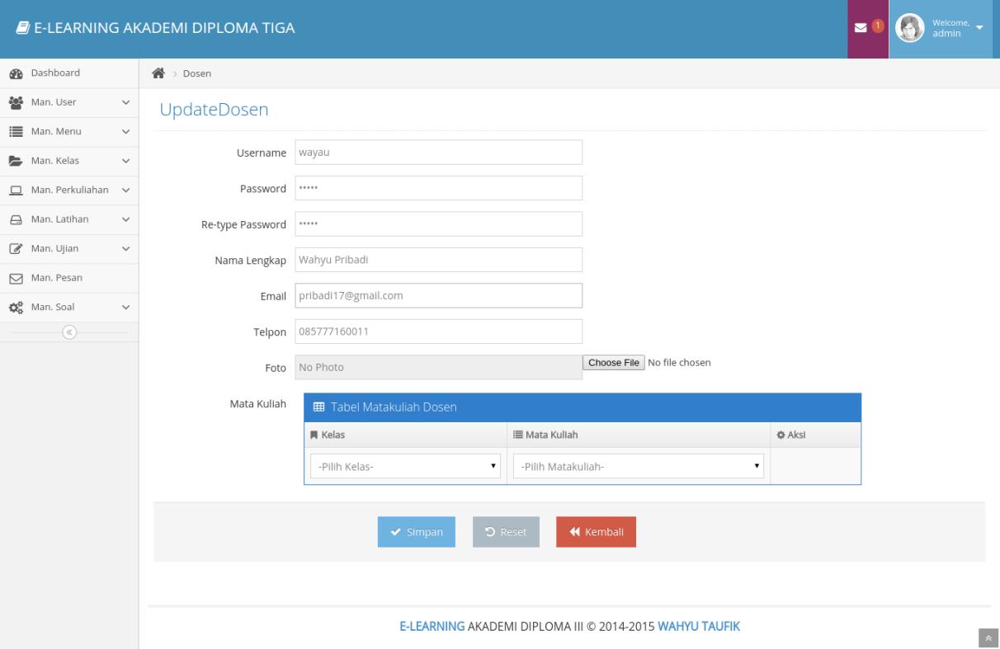 E-LEARNING AKADEMI DIPLOMA TIGA
1
Welcome,
admin
Dashboard
Man. User
Man. Menu
Man. Kelas
Man. Perkuliahan
Man. Latihan
Man. Ujian
Man. Pesan
Man. Soal
Dosen
UpdateDosen
Username wayau
Password •••••
Re-type Password •••••
Nama Lengkap Wahyu Pribadi
Email pribadi17@gmail.com
Telpon 085777160011
Foto No Photo Choose File No file chosen
Mata Kuliah Tabel Matakuliah Dosen
Kelas Mata Kuliah Aksi
-Pilih Kelas- -Pilih Matakuliah-
Simpan Reset Kembali
E-LEARNING AKADEMI DIPLOMA III © 2014-2015 WAHYU TAUFIK